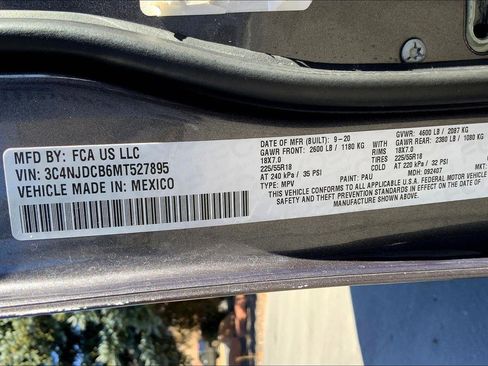 MFD BY: FCA US LLC
VIN: 3C4NJDCB6MT527895
VEHICLE MADE IN: MEXICO
DATE OF MFR (BUILT): 9-20 GVWR: 4600 LB / 2087 KG
GAWR FRONT: 2600 LB / 1180 KG GAWR REAR: 2380 LB / 1080 KG
18X7.0 RIMS 18X7.0
225/55R18 TIRES 225/55R18
AT 240 kPa / 35 PSI COLD AT 220 kPa / 32 PSI
TYPE: MPV PAINT: PAU MDH: 092407 MKT:
THIS VEHICLE CONFORMS TO ALL APPLICABLE U.S.A. FEDERAL MOTOR VEHICLE
SAFETY AND THEFT PREVENTION STANDARDS IN EFFECT ON THE DATE OF
MANUFACTURE SHOWN ABOVE.